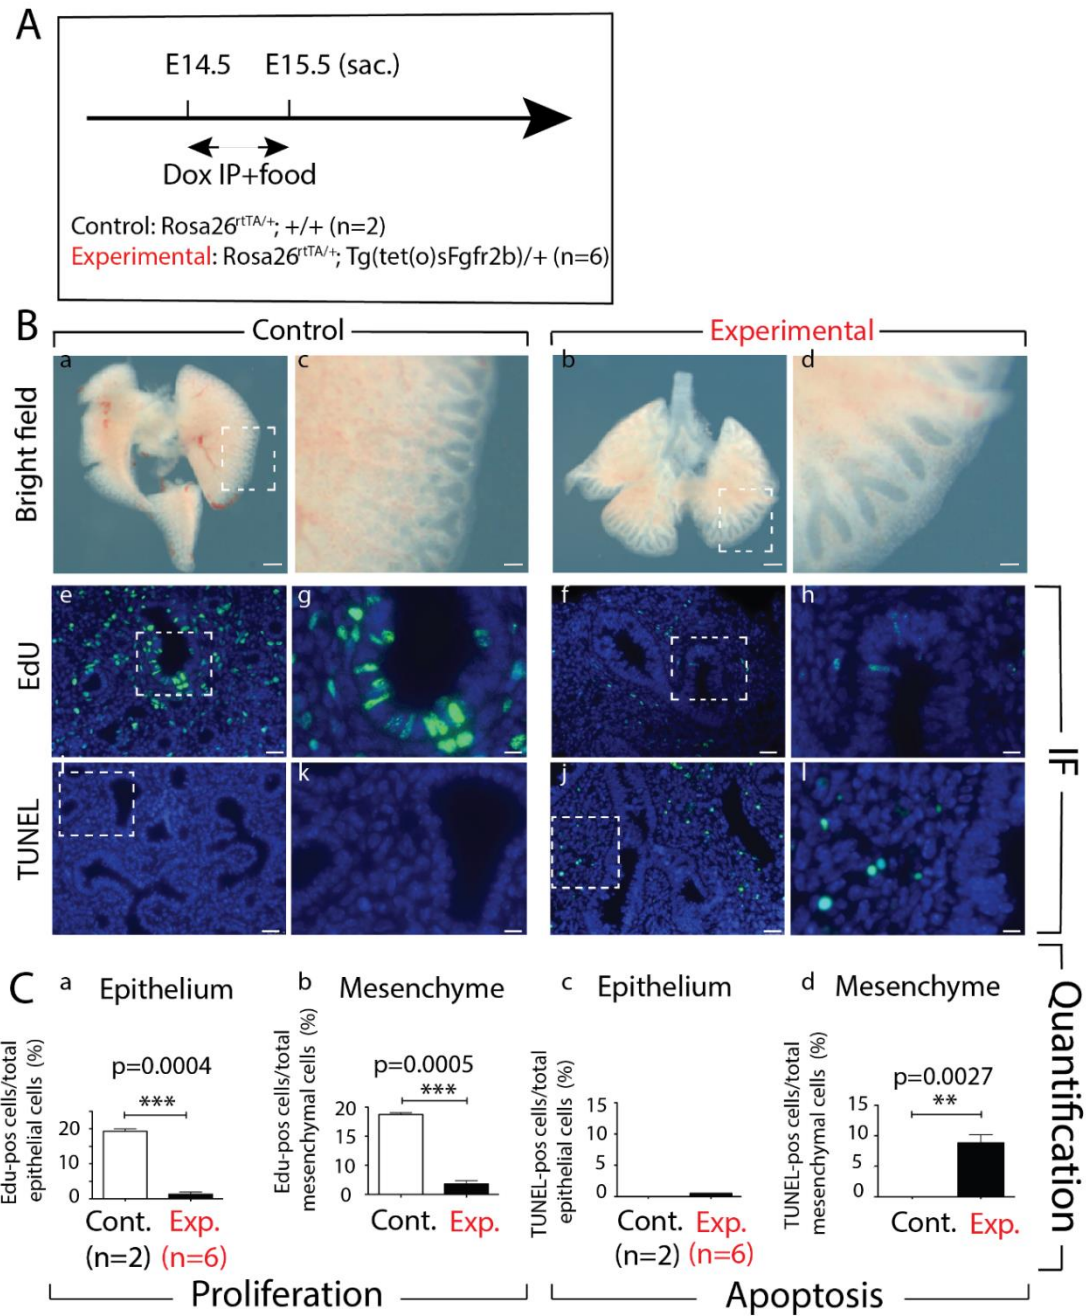 A
E14.5 E15.5 (sac.)
Dox IP+food
Control: Rosa26rtTA/+; +/+ (n=2)
Experimental: Rosa26rtTA/+; Tg(tet(o)sFgfr2b)/+ (n=6)
B
Control
Experimental
Bright field
a
c
b
d
EdU
e
g
f
h
TUNEL
k
j
l
IF
C
a Epithelium
Edu-pos cells/total
epithelial cells (%)
p=0.0004
***
20
10
0
Cont. Exp.
(n=2) (n=6)
b Mesenchyme
Edu-pos cells/total
mesenchymal cells (%)
p=0.0005
***
20
15
10
0
Cont. Exp.
c Epithelium
TUNEL-pos cells/total
epithelial cells (%)
15
10
5
0
Cont. Exp.
(n=2) (n=6)
d Mesenchyme
TUNEL-pos cells/total
mesenchymal cells (%)
p=0.0027
**
15
10
5
0
Cont. Exp.
Quantification
Proliferation
Apoptosis